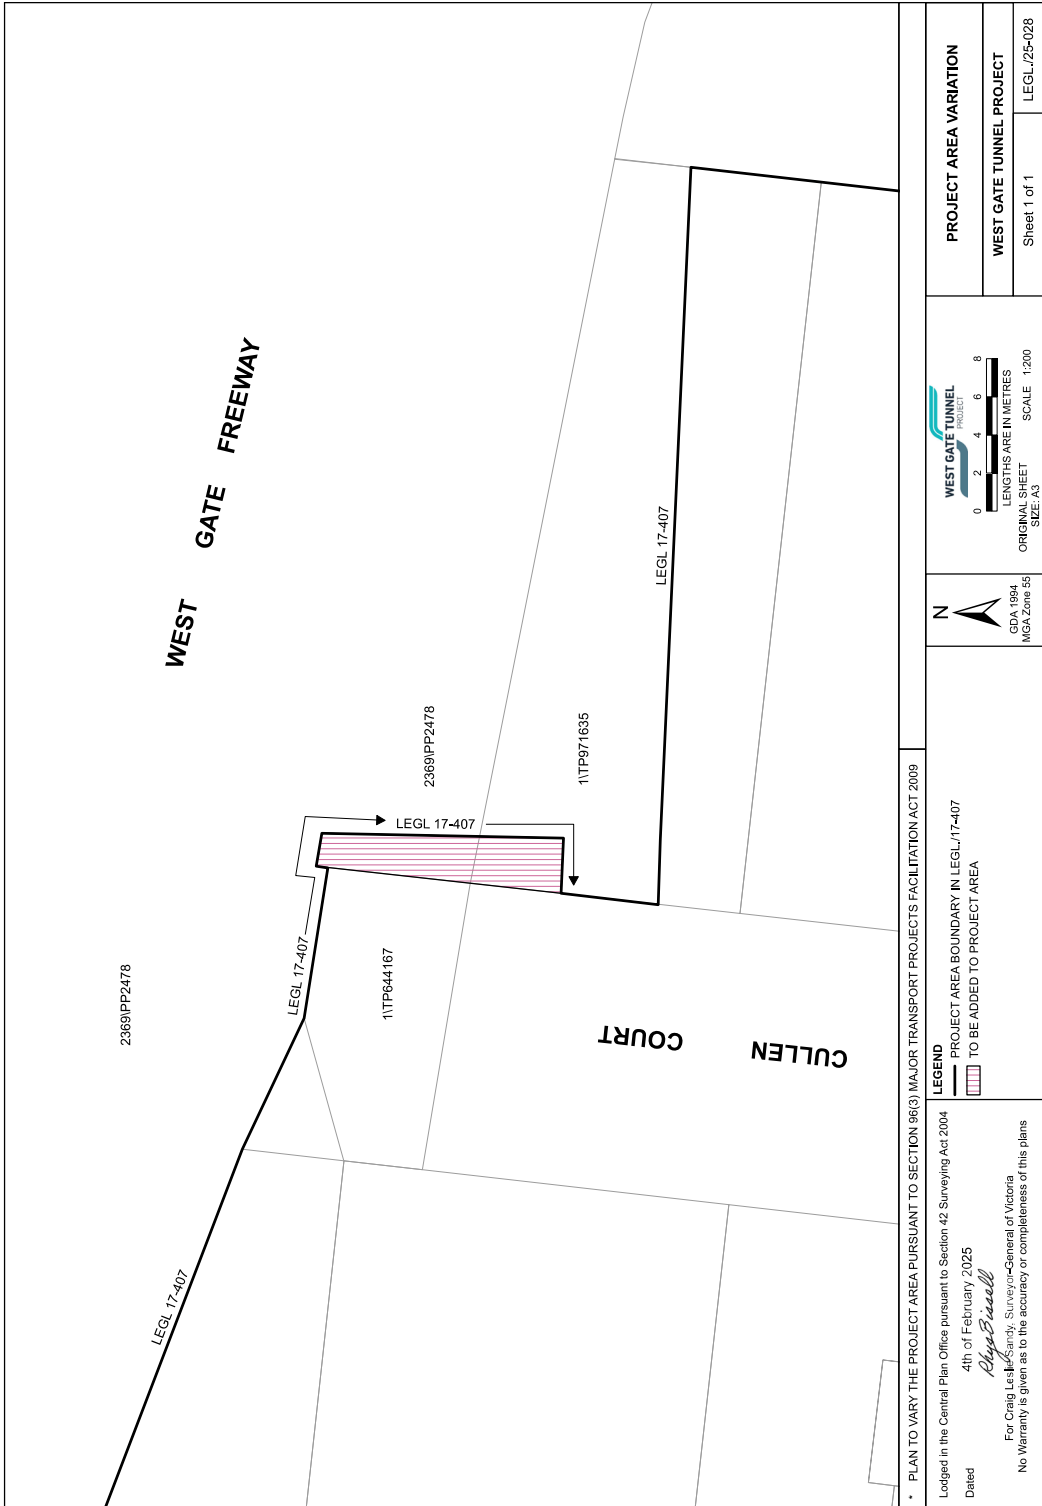 WEST GATE FREEWAY
2369\PP2478
2369\PP2478
1\TP971635
1\TP644167
LEGL 17-407
LEGL 17-407
LEGL 17-407
LEGL 17-407
CULLEN
COURT
* PLAN TO VARY THE PROJECT AREA PURSUANT TO SECTION 96(3) MAJOR TRANSPORT PROJECTS FACILITATION ACT 2009
Lodged in the Central Plan Office pursuant to Section 42 Surveying Act 2004
Dated 4th of February 2025
Rhys Bissell
For Craig Leslie Sandy, Surveyor-General of Victoria
No Warranty is given as to the accuracy or completeness of this plans
LEGEND
PROJECT AREA BOUNDARY IN LEGL./17-407
TO BE ADDED TO PROJECT AREA
N
GDA 1994
MGA Zone 55
WEST GATE TUNNEL
PROJECT
0 2 4 6 8
LENGTHS ARE IN METRES
ORIGINAL SHEET SCALE 1:200
SIZE: A3
PROJECT AREA VARIATION
WEST GATE TUNNEL PROJECT
Sheet 1 of 1 LEGL./25-028